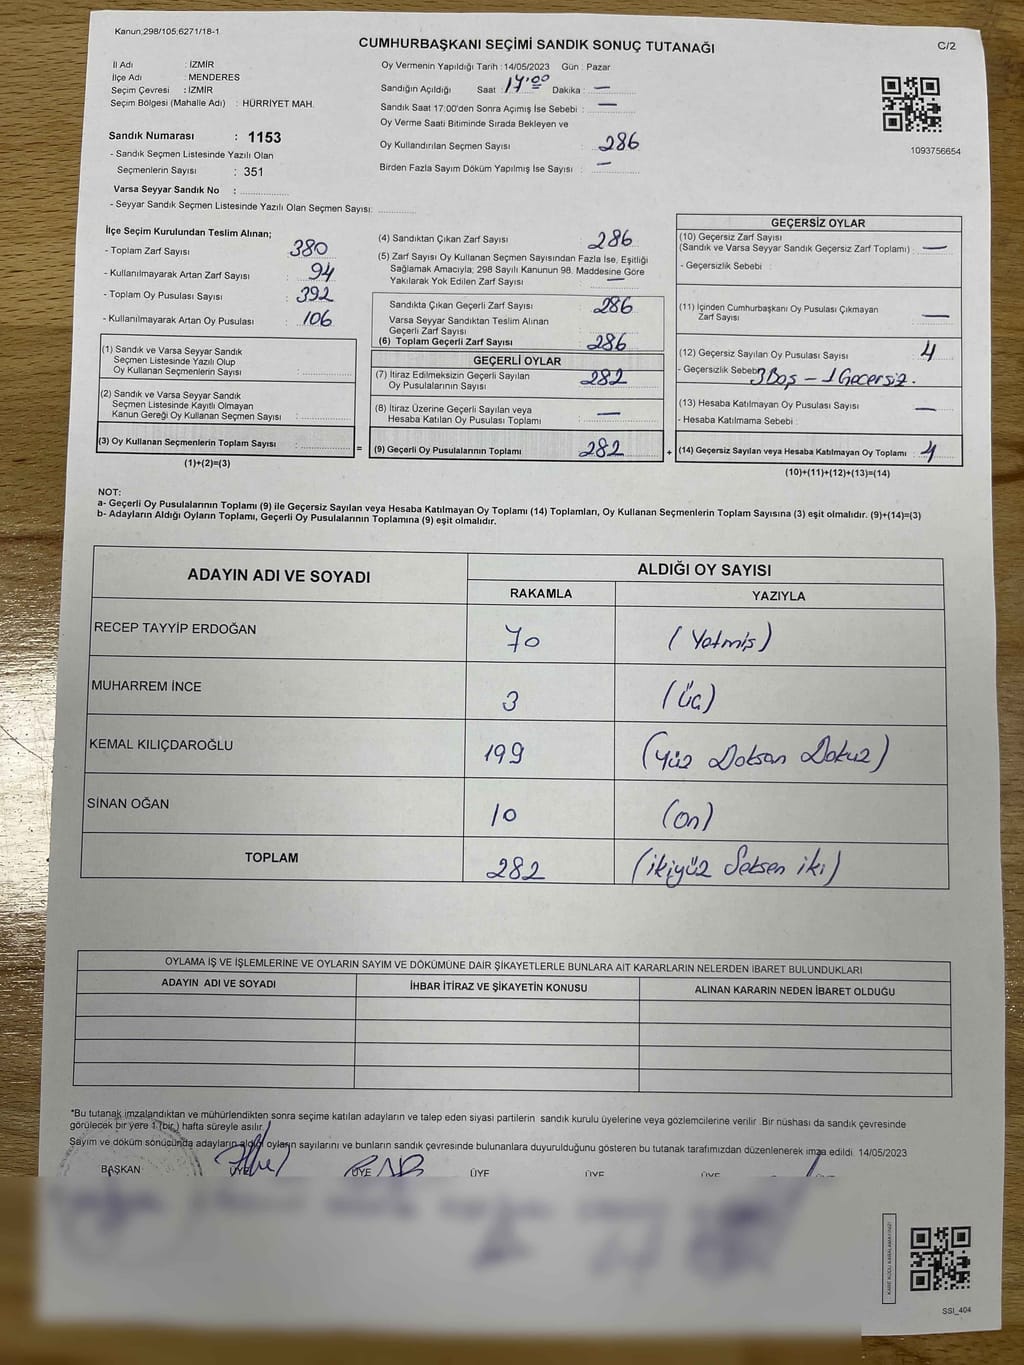 Kanun;298/105;6271/18-1
CUMHURBAŞKANI SEÇİMİ SANDIK SONUÇ TUTANAĞI
C/2
İl Adı : İZMİR
İlçe Adı : MENDERES
Seçim Çevresi : İZMİR
Seçim Bölgesi (Mahalle Adı) : HÜRRİYET MAH.
Sandık Numarası : 1153
- Sandık Seçmen Listesinde Yazılı Olan
Seçmenlerin Sayısı : 351
Varsa Seyyar Sandık No :
- Seyyar Sandık Seçmen Listesinde Yazılı Olan Seçmen Sayısı:
Oy Vermenin Yapıldığı Tarih : 14/05/2023 Gün : Pazar
Sandığın Açıldığı Saat : 17:00 Dakika : —
Sandık Saat 17:00'den Sonra Açımış İse Sebebi : —
Oy Verme Saati Bitiminde Sırada Bekleyen ve
Oy Kullandırılan Seçmen Sayısı : 286
Birden Fazla Sayım Döküm Yapılmış İse Sayısı : —
1093756654
İlçe Seçim Kurulundan Teslim Alınan;
- Toplam Zarf Sayısı : 380
- Kullanılmayarak Artan Zarf Sayısı : 94
- Toplam Oy Pusulası Sayısı : 392
- Kullanılmayarak Artan Oy Pusulası : 106
(1) Sandık ve Varsa Seyyar Sandık
Seçmen Listesinde Yazılı Olup
Oy Kullanan Seçmenlerin Sayısı :
(2) Sandık ve Varsa Seyyar Sandık
Seçmen Listesinde Kayıtlı Olmayan
Kanun Gereği Oy Kullanan Seçmen Sayısı :
(3) Oy Kullanan Seçmenlerin Toplam Sayısı :
(1)+(2)=(3)
=
(4) Sandıktan Çıkan Zarf Sayısı : 286
(5) Zarf Sayısı Oy Kullanan Seçmen Sayısından Fazla İse, Eşitliği
Sağlamak Amacıyla; 298 Sayılı Kanunun 98. Maddesine Göre
Yakılarak Yok Edilen Zarf Sayısı : —
Sandıkta Çıkan Geçerli Zarf Sayısı : 286
Varsa Seyyar Sandıktan Teslim Alınan
Geçerli Zarf Sayısı :
(6) Toplam Geçerli Zarf Sayısı : 286
GEÇERLİ OYLAR
(7) İtiraz Edilmeksizin Geçerli Sayılan
Oy Pusulalarının Sayısı : 282
(8) İtiraz Üzerine Geçerli Sayılan veya
Hesaba Katılan Oy Pusulası Toplamı : —
(9) Geçerli Oy Pusulalarının Toplamı : 282
+
GEÇERSİZ OYLAR
(10) Geçersiz Zarf Sayısı
(Sandık ve Varsa Seyyar Sandık Geçersiz Zarf Toplamı) : —
- Geçersizlik Sebebi :
(11) İçinden Cumhurbaşkanı Oy Pusulası Çıkmayan
Zarf Sayısı : —
(12) Geçersiz Sayılan Oy Pusulası Sayısı : 4
- Geçersizlik Sebebi 3 Boş – 1 Geçersiz.
(13) Hesaba Katılmayan Oy Pusulası Sayısı : —
- Hesaba Katılmama Sebebi :
(14) Geçersiz Sayılan veya Hesaba Katılmayan Oy Toplamı : 4
(10)+(11)+(12)+(13)=(14)
NOT:
a- Geçerli Oy Pusulalarının Toplamı (9) ile Geçersiz Sayılan veya Hesaba Katılmayan Oy Toplamı (14) Toplamları, Oy Kullanan Seçmenlerin Toplam Sayısına (3) eşit olmalıdır. (9)+(14)=(3)
b- Adayların Aldığı Oyların Toplamı, Geçerli Oy Pusulalarının Toplamına (9) eşit olmalıdır.
ADAYIN ADI VE SOYADI
ALDIĞI OY SAYISI
RAKAMLA YAZIYLA
RECEP TAYYİP ERDOĞAN 70 (Yetmiş)
MUHARREM İNCE 3 (Üç)
KEMAL KILIÇDAROĞLU 199 (Yüz Doksan Dokuz)
SİNAN OĞAN 10 (On)
TOPLAM 282 (İkiyüz Seksen iki)
OYLAMA İŞ VE İŞLEMLERİNE VE OYLARIN SAYIM VE DÖKÜMÜNE DAİR ŞİKAYETLERLE BUNLARA AİT KARARLARIN NELERDEN İBARET BULUNDUKLARI
ADAYIN ADI VE SOYADI İHBAR İTİRAZ VE ŞİKAYETİN KONUSU ALINAN KARARIN NEDEN İBARET OLDUĞU
*Bu tutanak imzalandıktan ve mühürlendikten sonra seçime katılan adayların ve talep eden siyasi partilerin sandık kurulu üyelerine veya gözlemcilerine verilir .Bir nüshası da sandık çevresinde
görülecek bir yere 1 (bir.) hafta süreyle asılır.
Sayım ve döküm sonucunda adayların aldığı oyların sayılarını ve bunların sandık çevresinde bulunanlara duyurulduğunu gösteren bu tutanak tarafımızdan düzenlenerek imza edildi. 14/05/2023
BAŞKAN ÜYE ÜYE ÜYE ÜYE ÜYE
SSI_404